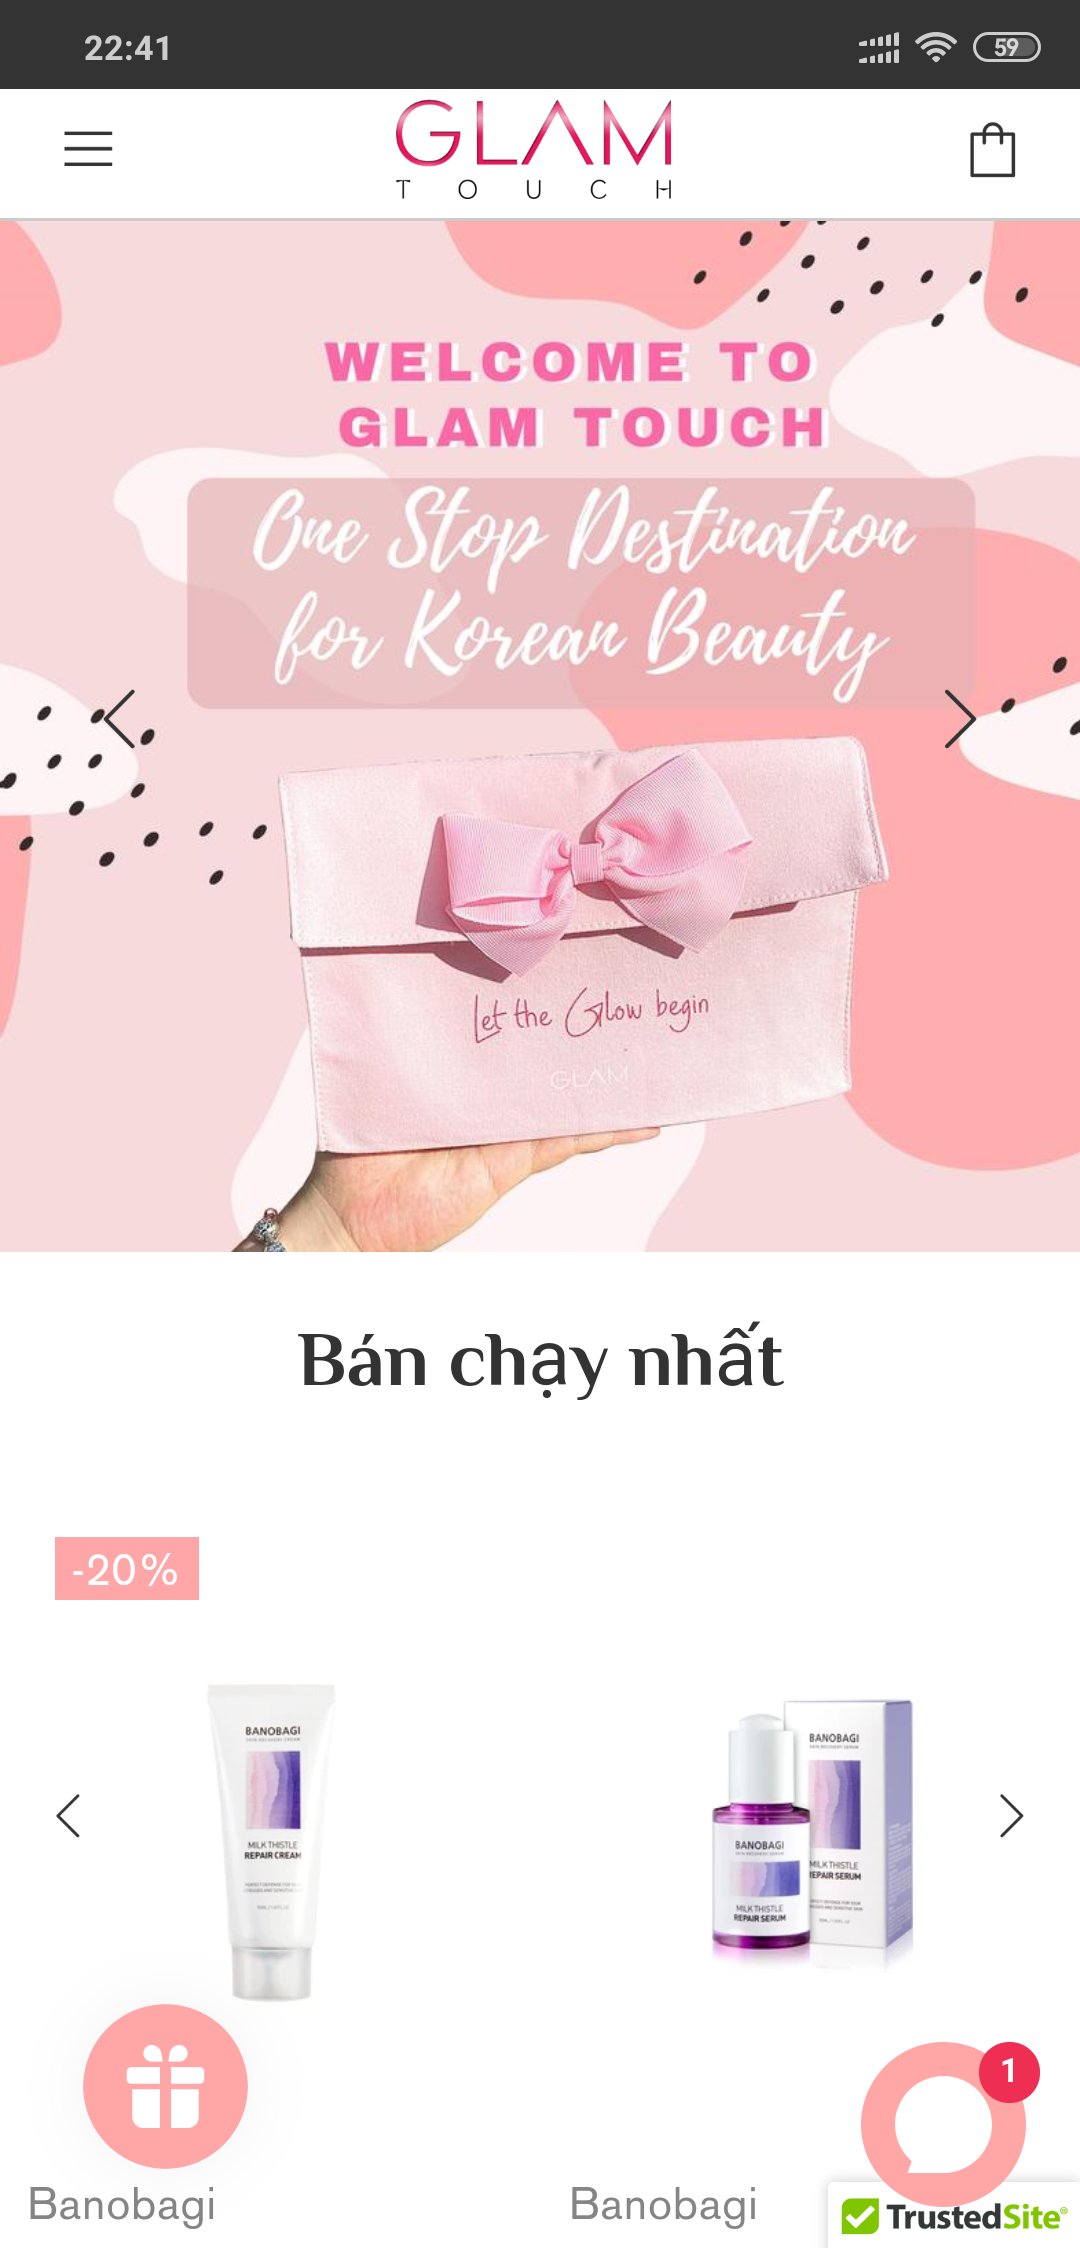 22:41
59
GLAM
TOUCH
WELCOME TO
GLAM TOUCH
One Stop Destination
for Korean Beauty
Let the Glow begin
GLAM
Bán chạy nhất
-20%
BANOBAGI
MILK THISTLE
REPAIR CREAM
BANOBAGI
MILK THISTLE
REPAIR SERUM
BANOBAGI
MILK THISTLE
REPAIR SERUM
1
Banobagi
Banobagi
TrustedSite